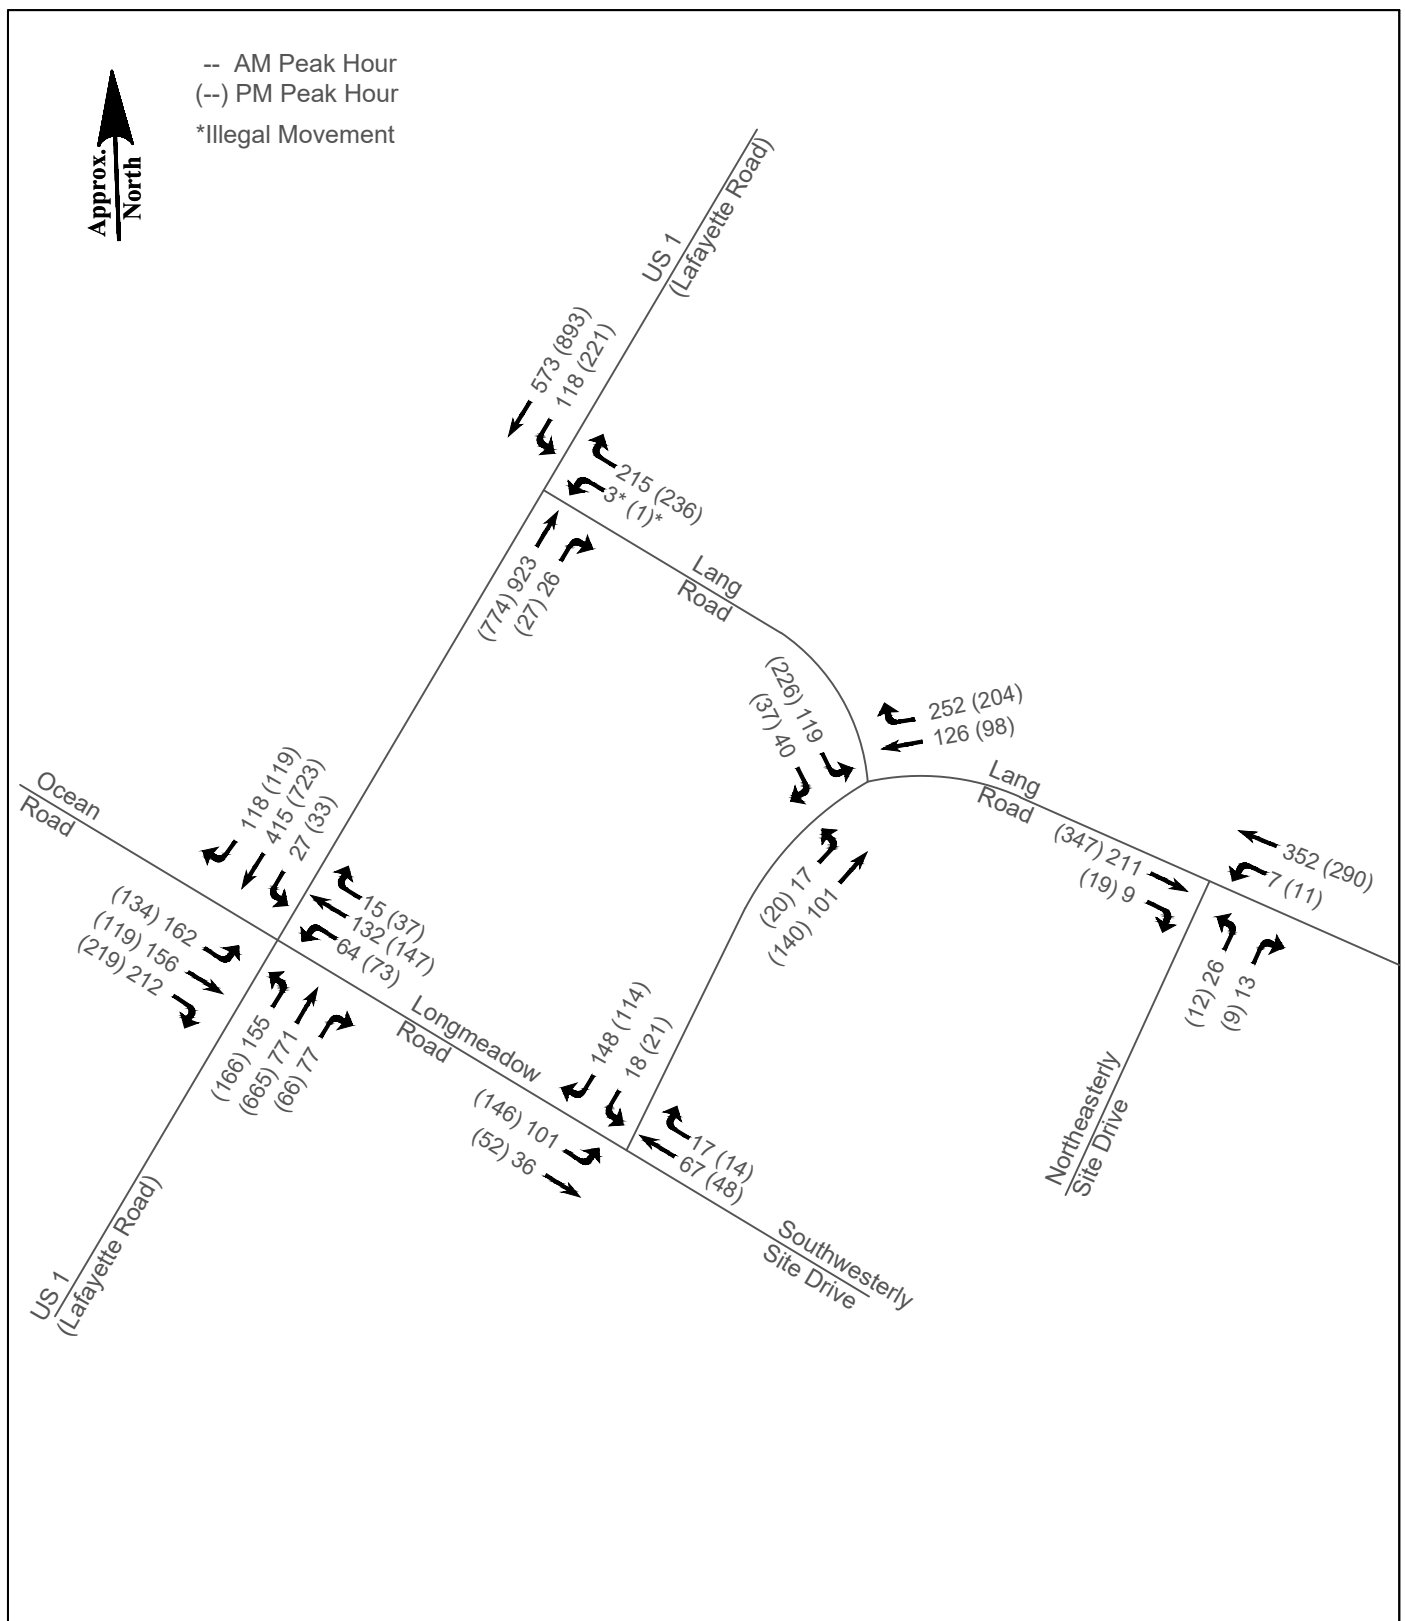 -- AM Peak Hour
(--) PM Peak Hour
*Illegal Movement
Approx.
North
US 1
(Lafayette Road)
573 (893)
118 (221)
215 (236)
3* (1)*
(774) 923
(27) 26
Lang
Road
(226) 119
(37) 40
252 (204)
126 (98)
Lang
Road
(20) 17
(140) 101
(347) 211
(19) 9
352 (290)
7 (11)
(12) 26
(9) 13
Northeasterly
Site Drive
Ocean
Road
118 (119)
415 (723)
27 (33)
(134) 162
(119) 156
(219) 212
15 (37)
132 (147)
64 (73)
(166) 155
(665) 771
(66) 77
Longmeadow
Road
148 (114)
18 (21)
(146) 101
(52) 36
17 (14)
67 (48)
Southwesterly
Site Drive
US 1
(Lafayette Road)